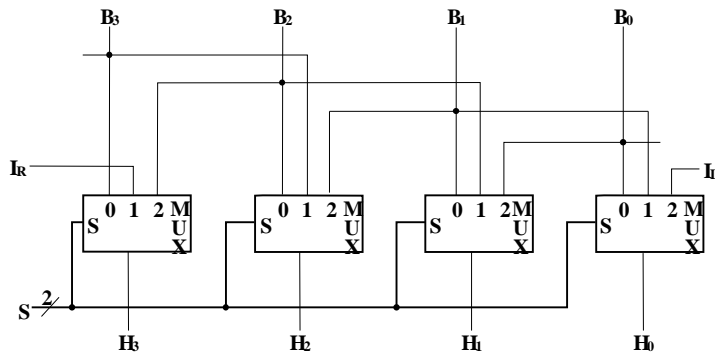 B3 B2 B1 B0
IR IL
0 1 2 M 0 1 2 M 0 1 2 M 0 1 2 M
S U S U S U S U
X X X X
S 2
H3 H2 H1 H0